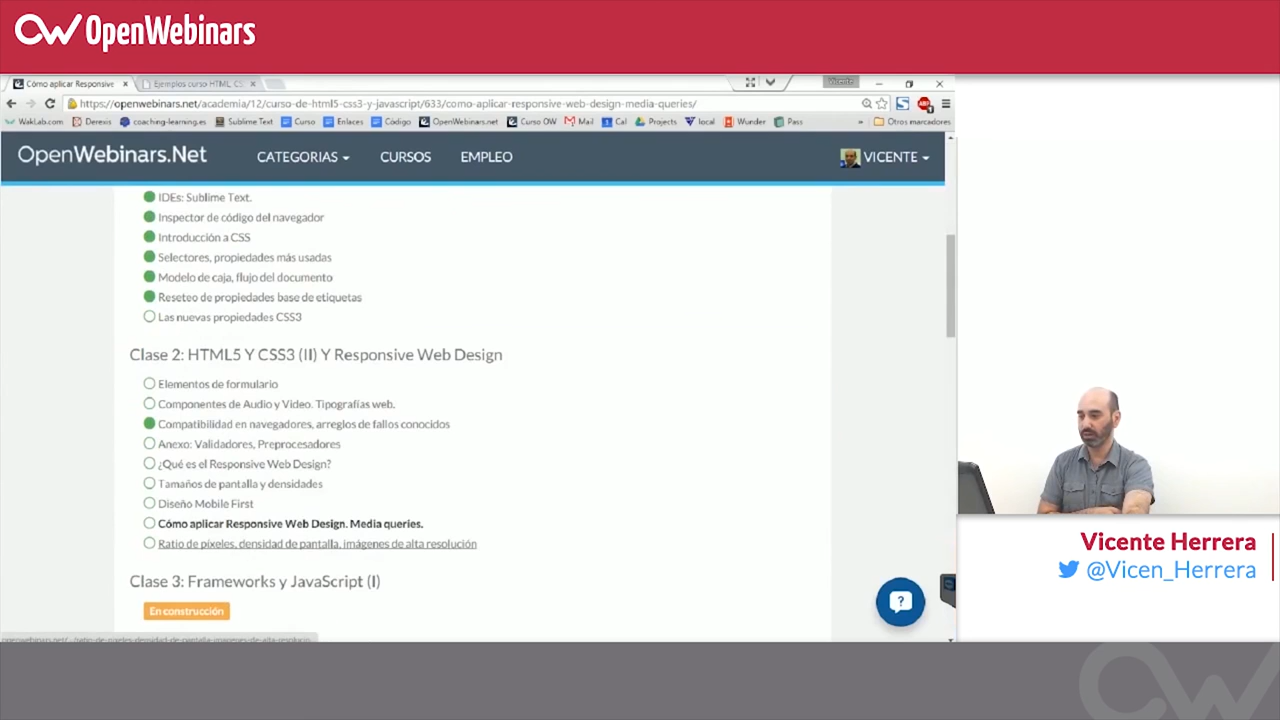 OpenWebinars
Cómo aplicar Responsive
Ejemplos curso HTML, CS
Vicente
https://openwebinars.net/academia/12/curso-de-html5-css3-y-javascript/633/como-aplicar-responsive-web-design-media-queries/
WakLab.com Derexis coaching-learning.es Sublime Text Curso Enlaces Código OpenWebinars.net Curso OW Mail Cal Projects local Wunder Pass » Otros marcadores
OpenWebinars.Net CATEGORIAS CURSOS EMPLEO VICENTE
IDEs: Sublime Text.
Inspector de código del navegador
Introducción a CSS
Selectores, propiedades más usadas
Modelo de caja, flujo del documento
Reseteo de propiedades base de etiquetas
Las nuevas propiedades CSS3
Clase 2: HTML5 Y CSS3 (II) Y Responsive Web Design
Elementos de formulario
Componentes de Audio y Video. Tipografías web.
Compatibilidad en navegadores, arreglos de fallos conocidos
Anexo: Validadores, Preprocesadores
¿Qué es el Responsive Web Design?
Tamaños de pantalla y densidades
Diseño Mobile First
Cómo aplicar Responsive Web Design. Media queries.
Ratio de píxeles, densidad de pantalla, imágenes de alta resolución
Clase 3: Frameworks y JavaScript (I)
En construcción
Vicente Herrera
@Vicen_Herrera